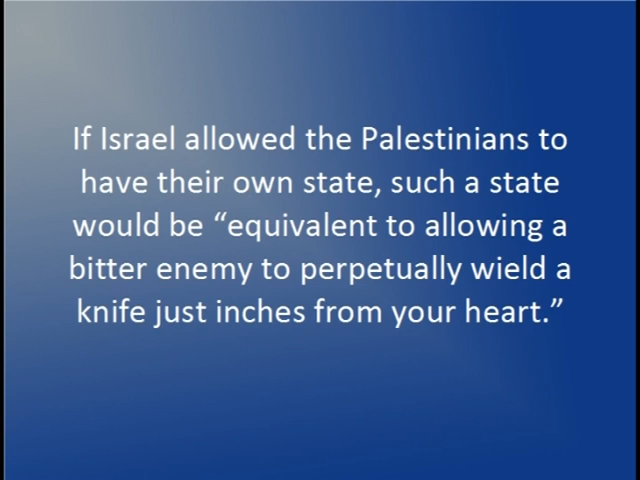 If Israel allowed the Palestinians to
have their own state, such a state
would be “equivalent to allowing a
bitter enemy to perpetually wield a
knife just inches from your heart.”